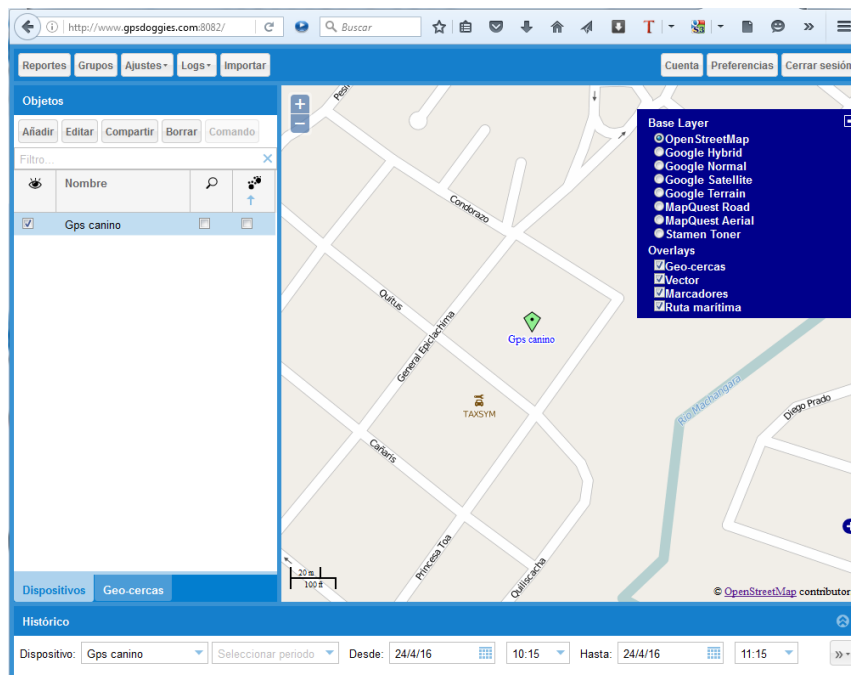 http://www.gpsdoggies.com:8082/
Buscar
Reportes Grupos Ajustes Logs Importar
Cuenta Preferencias Cerrar sesión
Objetos
Añadir Editar Compartir Borrar Comando
Filtro...
Nombre
Gps canino
Dispositivos Geo-cercas
+
−
Condorazo
Quitus
General Epiclachima
Gps canino
TAXSYM
Cañaris
Princesa Toa
Quiliscacha
Río Machangara
Diego Prado
20 m
100 ft
Base Layer
OpenStreetMap
Google Hybrid
Google Normal
Google Satellite
Google Terrain
MapQuest Road
MapQuest Aerial
Stamen Toner
Overlays
Geo-cercas
Vector
Marcadores
Ruta marítima
© OpenStreetMap contributor
Histórico
Dispositivo: Gps canino Seleccionar periodo Desde: 24/4/16 10:15 Hasta: 24/4/16 11:15